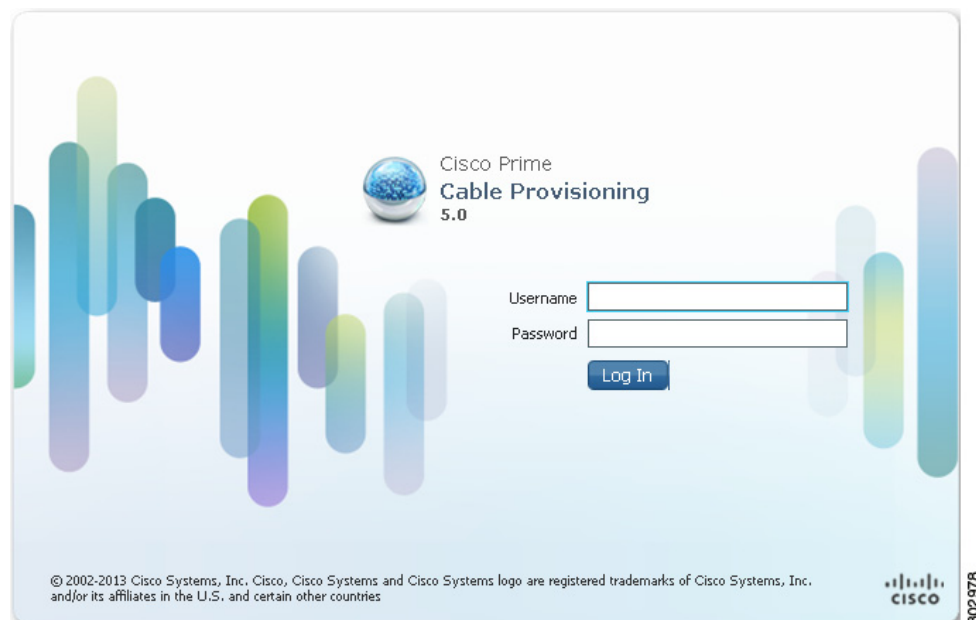 Cisco Prime
Cable Provisioning
5.0
Username
Password
Log In
© 2002-2013 Cisco Systems, Inc. Cisco, Cisco Systems and Cisco Systems logo are registered trademarks of Cisco Systems, Inc.
and/or its affiliates in the U.S. and certain other countries
CISCO
302978